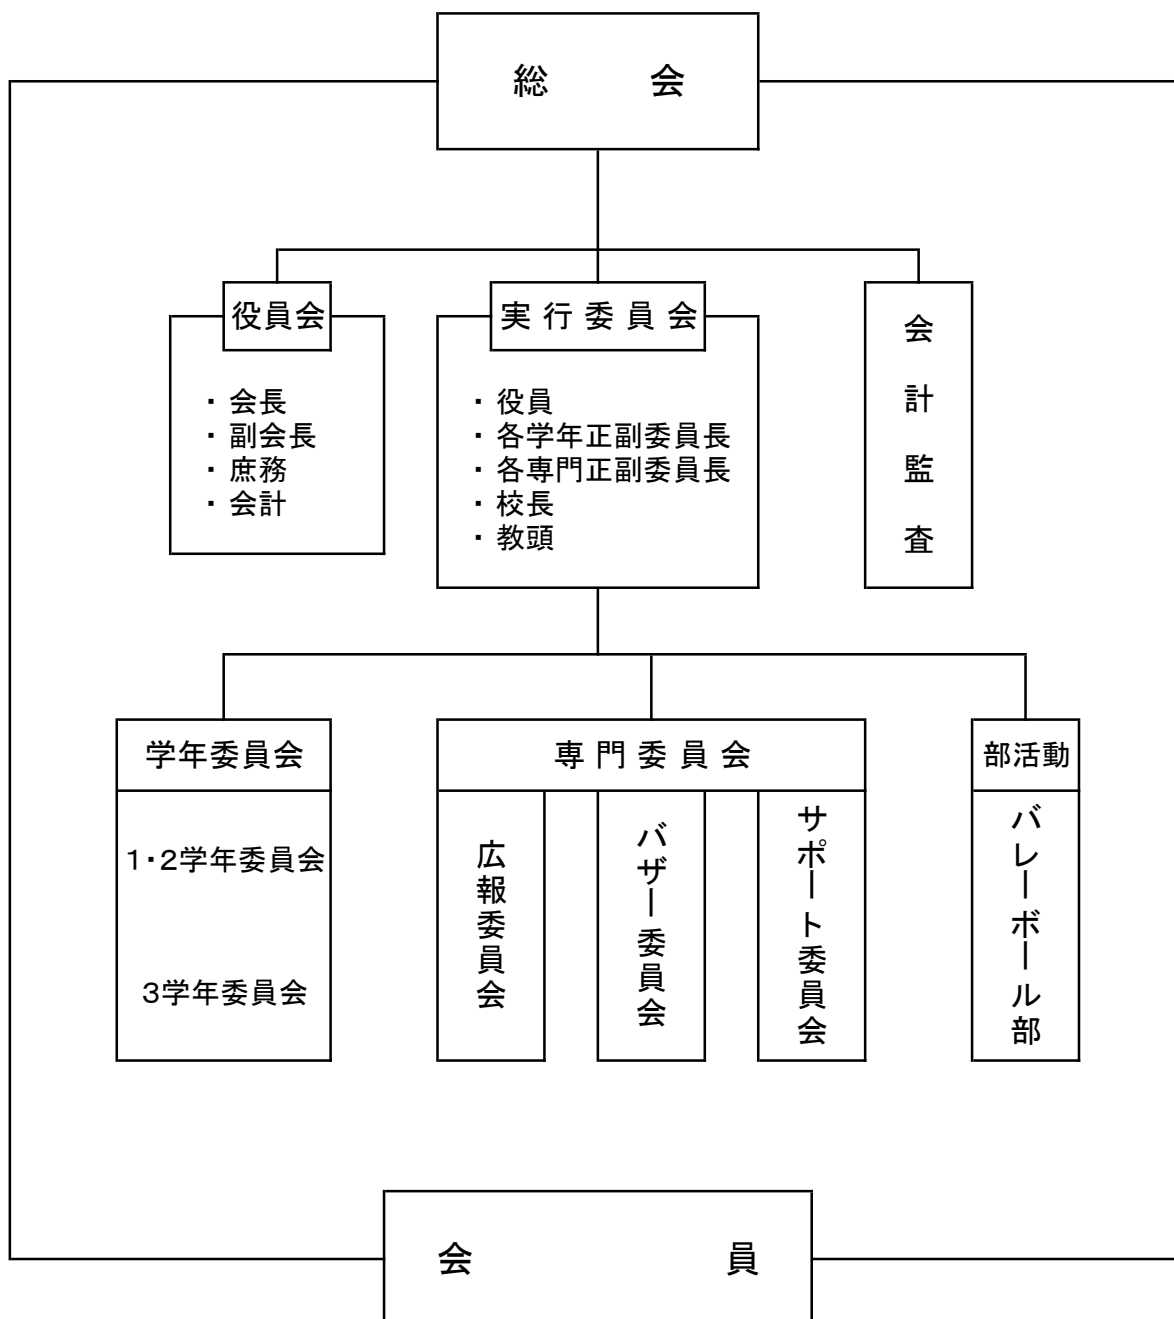 総 会
役員会
・ 会長
・ 副会長
・ 庶務
・ 会計
実行委員会
・ 役員
・ 各学年正副委員長
・ 各専門正副委員長
・ 校長
・ 教頭
会計監査
学年委員会
1・2学年委員会
3学年委員会
専門委員会
広報委員会
バザー委員会
サポート委員会
部活動
バレーボール部
会 員